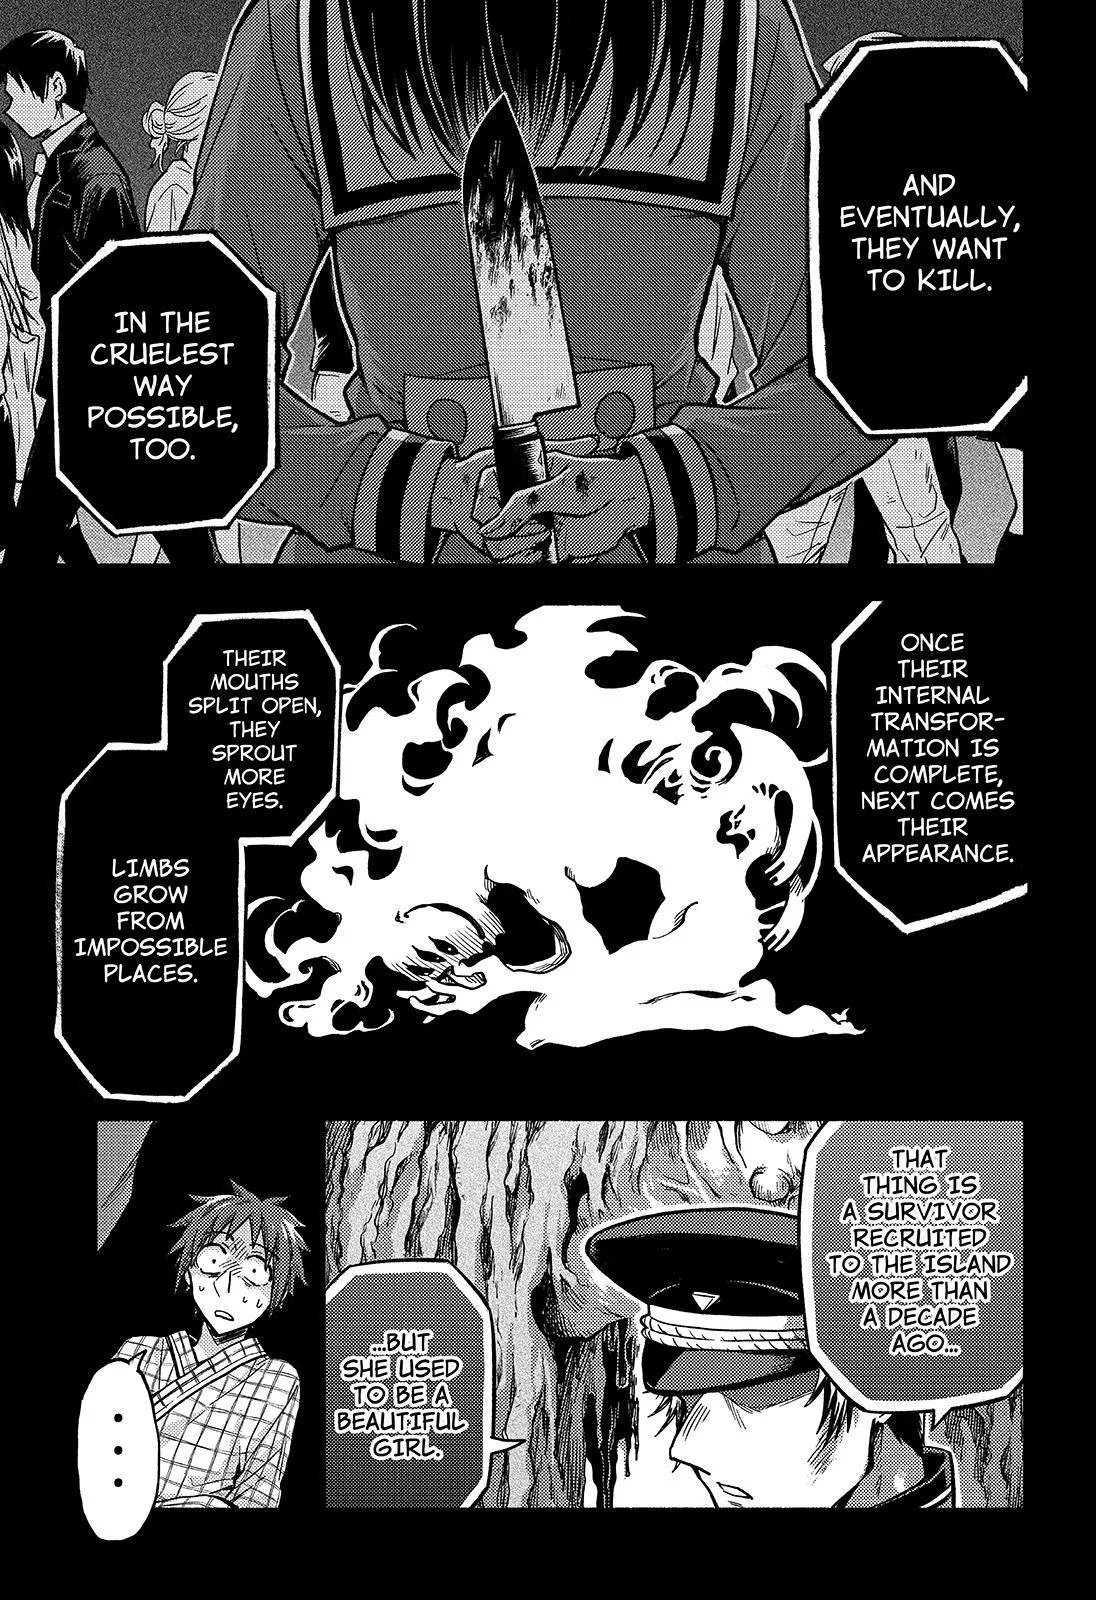 AND
EVENTUALLY,
THEY WANT
TO KILL.
IN THE
CRUELEST
WAY
POSSIBLE,
TOO.
ONCE
THEIR
INTERNAL
TRANSFOR-
MATION IS
COMPLETE,
NEXT COMES
THEIR
APPEARANCE.
THEIR
MOUTHS
SPLIT OPEN,
THEY
SPROUT
MORE
EYES.
LIMBS
GROW
FROM
IMPOSSIBLE
PLACES.
THAT
THING IS
A SURVIVOR
RECRUITED
TO THE ISLAND
MORE THAN
A DECADE
AGO...
...BUT
SHE USED
TO BE A
BEAUTIFUL
GIRL.
...